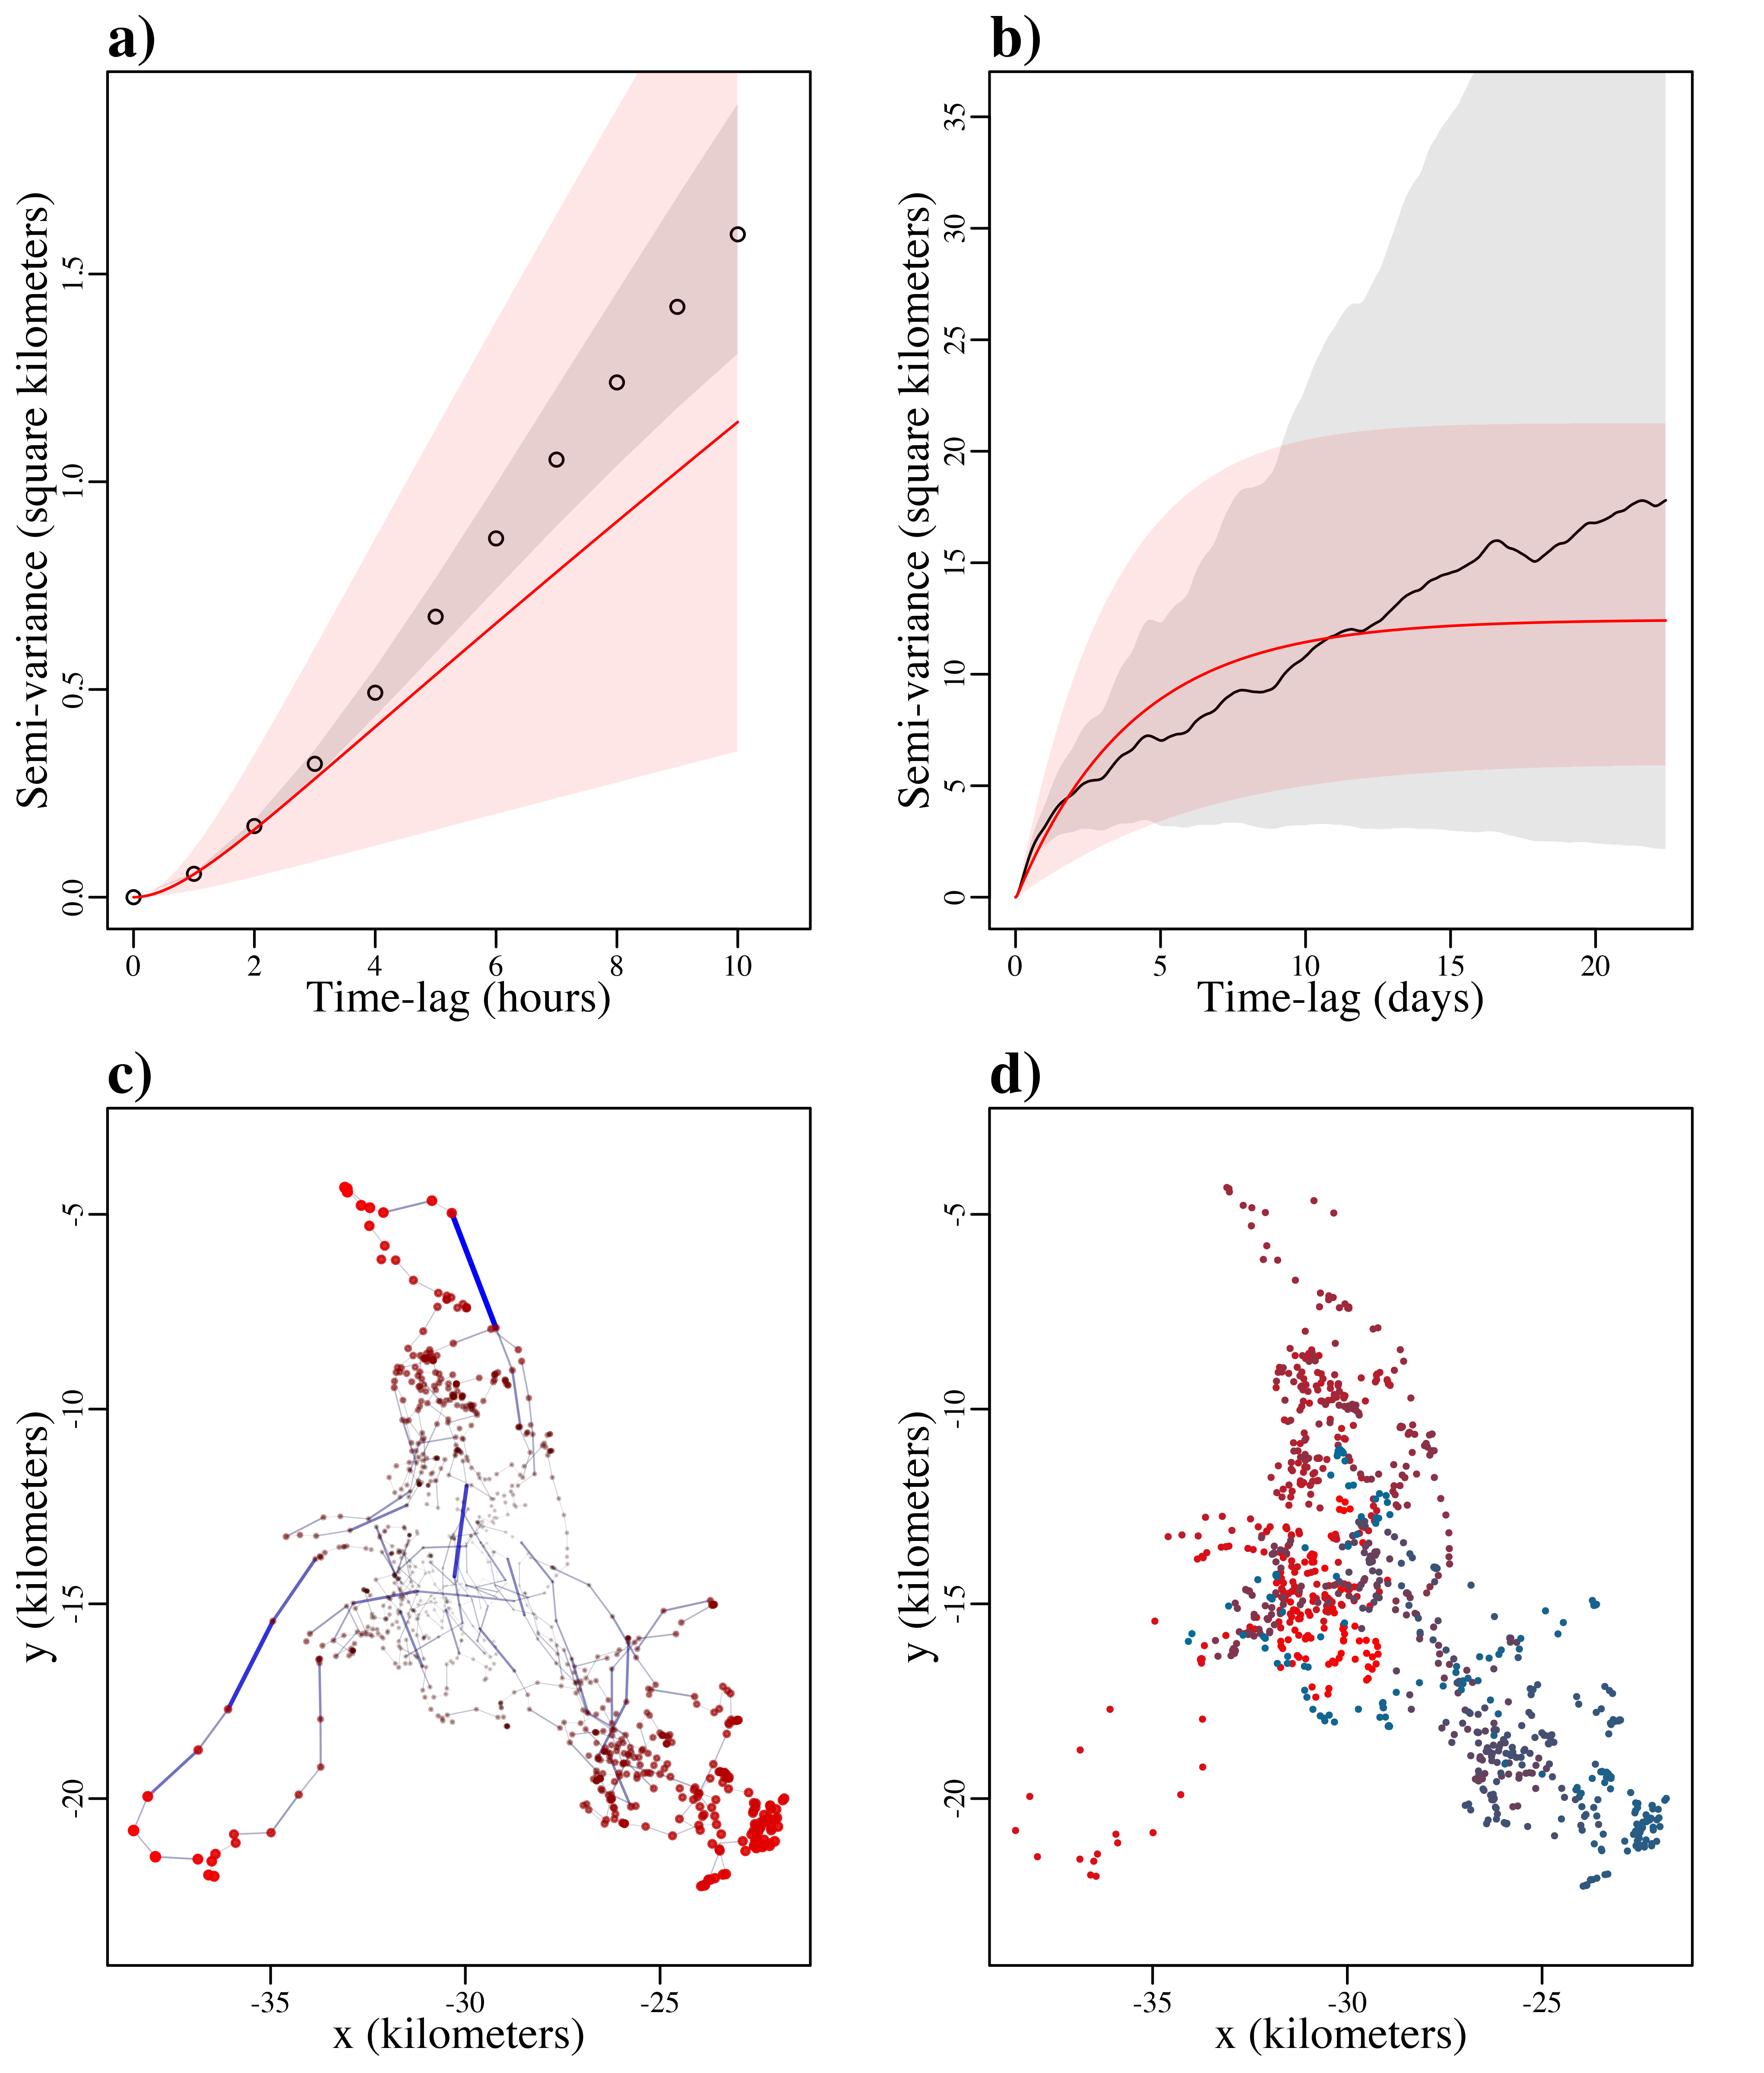 a)
Semi-variance (square kilometers)
0.0 0.5 1.0 1.5
0 2 4 6 8 10
Time-lag (hours)
b)
Semi-variance (square kilometers)
0 5 10 15 20 25 30 35
0 5 10 15 20
Time-lag (days)
c)
y (kilometers)
-20 -15 -10 -5
-35 -30 -25
x (kilometers)
d)
y (kilometers)
-20 -15 -10 -5
-35 -30 -25
x (kilometers)